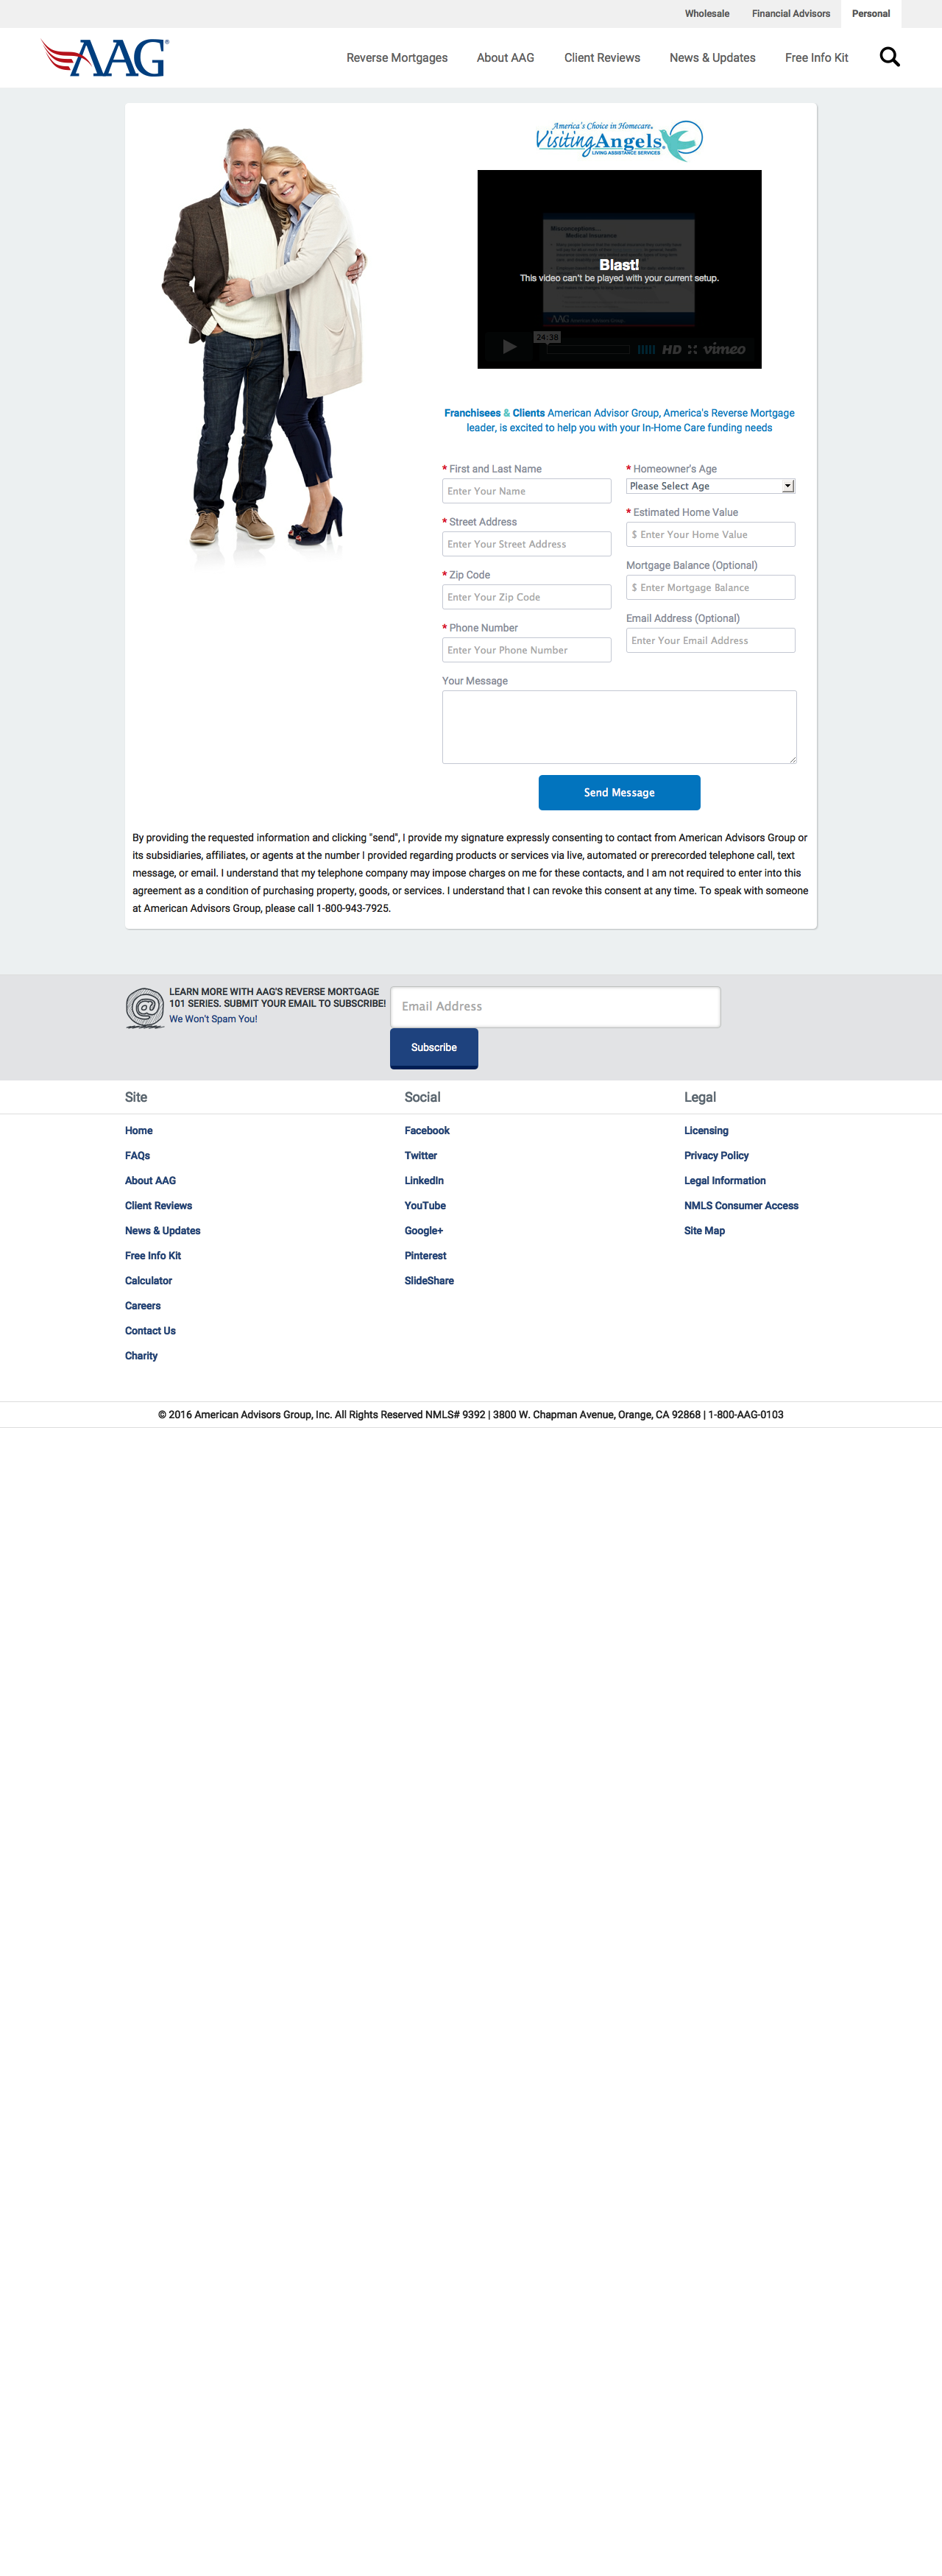 Wholesale
Financial Advisors
Personal
AAG®
Reverse Mortgages
About AAG
Client Reviews
News & Updates
Free Info Kit
America's Choice in Homecare.
Visiting Angels®
LIVING ASSISTANCE SERVICES
Misconceptions...
Medical Insurance
Blast!
This video can't be played with your current setup.
AAG
24:38
HD vimeo
Franchisees & Clients American Advisor Group, America's Reverse Mortgage
leader, is excited to help you with your In-Home Care funding needs
* First and Last Name
Enter Your Name
* Street Address
Enter Your Street Address
* Zip Code
Enter Your Zip Code
* Phone Number
Enter Your Phone Number
* Homeowner's Age
Please Select Age
* Estimated Home Value
$ Enter Your Home Value
Mortgage Balance (Optional)
$ Enter Mortgage Balance
Email Address (Optional)
Enter Your Email Address
Your Message
Send Message
By providing the requested information and clicking "send", I provide my signature expressly consenting to contact from American Advisors Group or
its subsidiaries, affiliates, or agents at the number I provided regarding products or services via live, automated or prerecorded telephone call, text
message, or email. I understand that my telephone company may impose charges on me for these contacts, and I am not required to enter into this
agreement as a condition of purchasing property, goods, or services. I understand that I can revoke this consent at any time. To speak with someone
at American Advisors Group, please call 1-800-943-7925.
@
LEARN MORE WITH AAG'S REVERSE MORTGAGE
101 SERIES. SUBMIT YOUR EMAIL TO SUBSCRIBE!
We Won't Spam You!
Email Address
Subscribe
Site
Home
FAQs
About AAG
Client Reviews
News & Updates
Free Info Kit
Calculator
Careers
Contact Us
Charity
Social
Facebook
Twitter
LinkedIn
YouTube
Google+
Pinterest
SlideShare
Legal
Licensing
Privacy Policy
Legal Information
NMLS Consumer Access
Site Map
© 2016 American Advisors Group, Inc. All Rights Reserved NMLS# 9392 | 3800 W. Chapman Avenue, Orange, CA 92868 | 1-800-AAG-0103